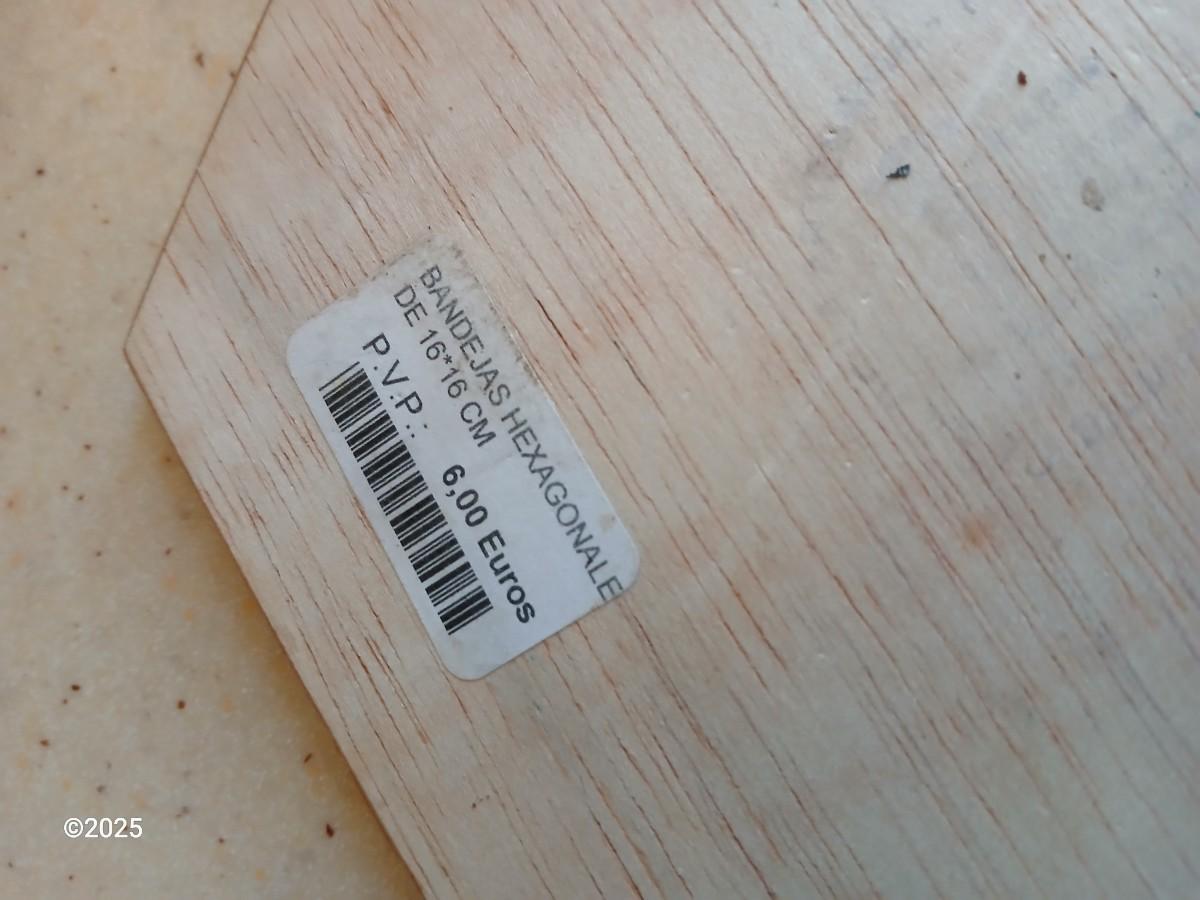 BANDEJAS HEXAGONALE
DE 16*16 CM
P.V.P.: 6,00 Euros
©2025